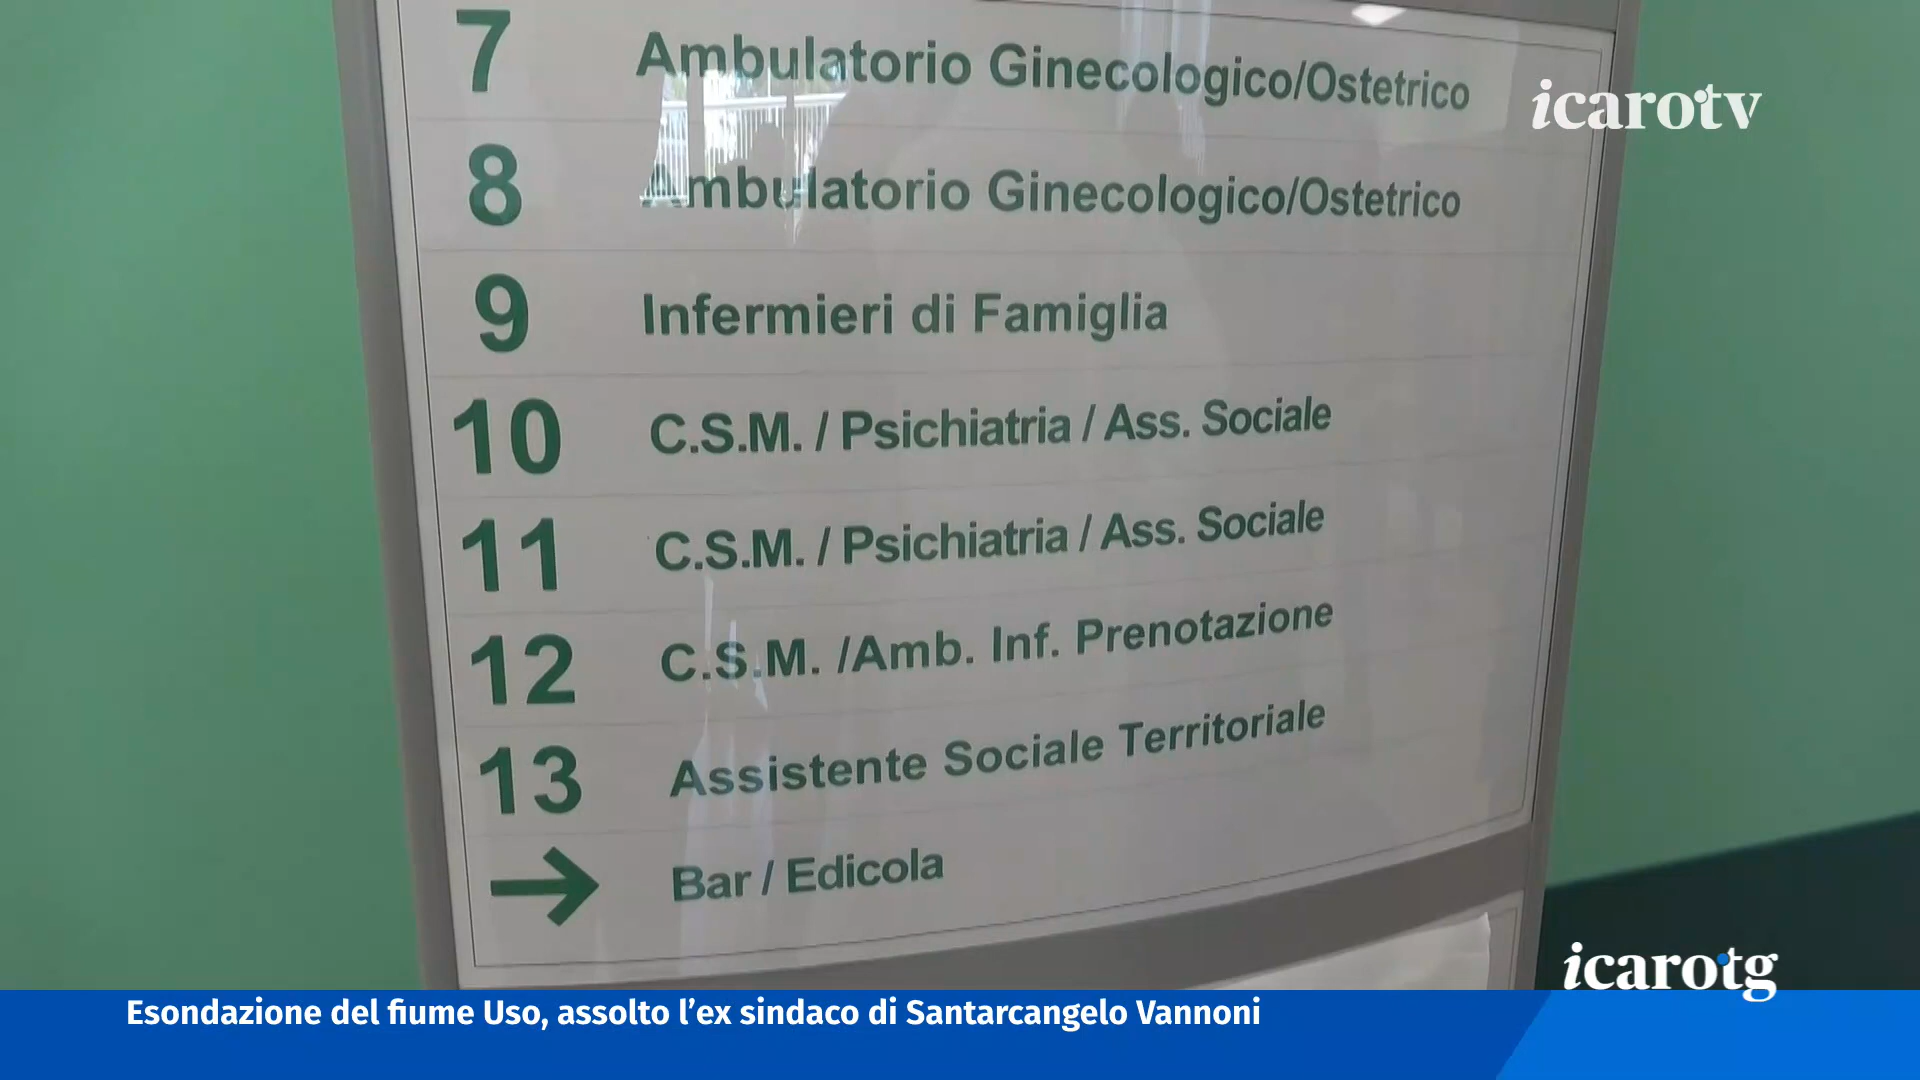 7 Ambulatorio Ginecologico/Ostetrico
icarotv
8 Ambulatorio Ginecologico/Ostetrico
9 Infermieri di Famiglia
10 C.S.M. / Psichiatria / Ass. Sociale
11 C.S.M. / Psichiatria / Ass. Sociale
12 C.S.M. /Amb. Inf. Prenotazione
13 Assistente Sociale Territoriale
→ Bar / Edicola
icarotg
Esondazione del fiume Uso, assolto l'ex sindaco di Santarcangelo Vannoni